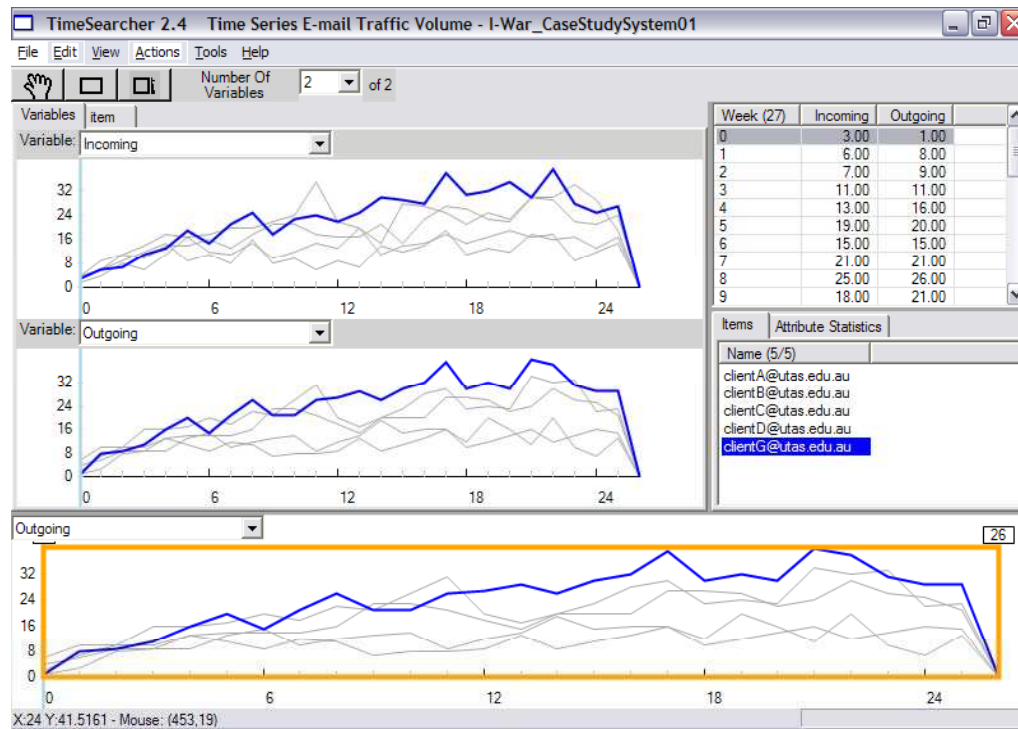 TimeSearcher 2.4 Time Series E-mail Traffic Volume - I-War_CaseStudySystem01
File Edit View Actions Tools Help
Number Of Variables 2 of 2
Variables item
Variable: Incoming
32
24
16
8
0
0 6 12 18 24
Variable: Outgoing
32
24
16
8
0
0 6 12 18 24
Week (27) Incoming Outgoing
0 3.00 1.00
1 6.00 8.00
2 7.00 9.00
3 11.00 11.00
4 13.00 16.00
5 19.00 20.00
6 15.00 15.00
7 21.00 21.00
8 25.00 26.00
9 18.00 21.00
Items Attribute Statistics
Name (5/5)
clientA@utas.edu.au
clientB@utas.edu.au
clientC@utas.edu.au
clientD@utas.edu.au
clientG@utas.edu.au
Outgoing
26
32
24
16
8
0
0 6 12 18 24
X:24 Y:41.5161 - Mouse: (453,19)